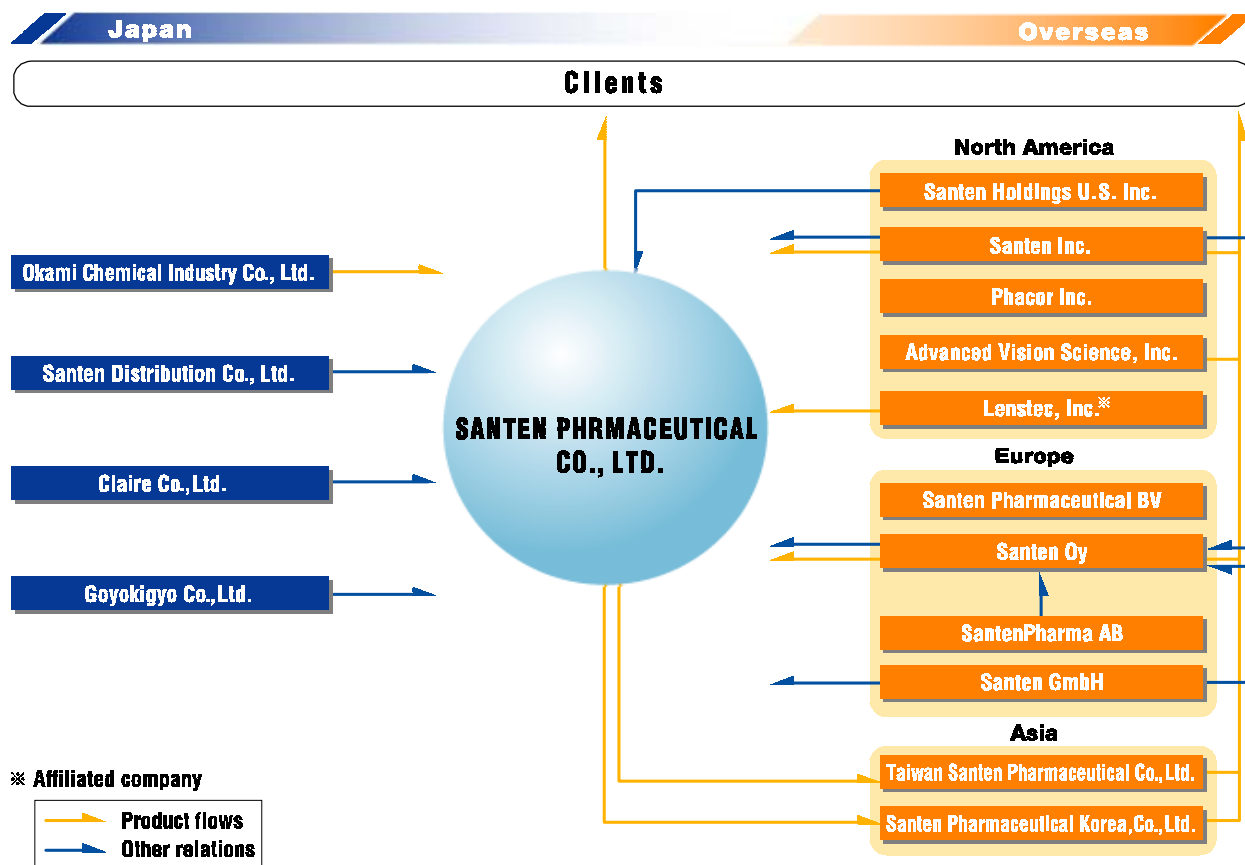 Japan
Overseas
Clients
North America
Santen Holdings U.S. Inc.
Santen Inc.
Phacor Inc.
Advanced Vision Science, Inc.
Lenstec, Inc.※
Okami Chemical Industry Co., Ltd.
Santen Distribution Co., Ltd.
Claire Co.,Ltd.
Goyokigyo Co.,Ltd.
SANTEN PHRMACEUTICAL
CO., LTD.
Europe
Santen Pharmaceutical BV
Santen Oy
SantenPharma AB
Santen GmbH
Asia
Taiwan Santen Pharmaceutical Co.,Ltd.
Santen Pharmaceutical Korea,Co.,Ltd.
※ Affiliated company
Product flows
Other relations